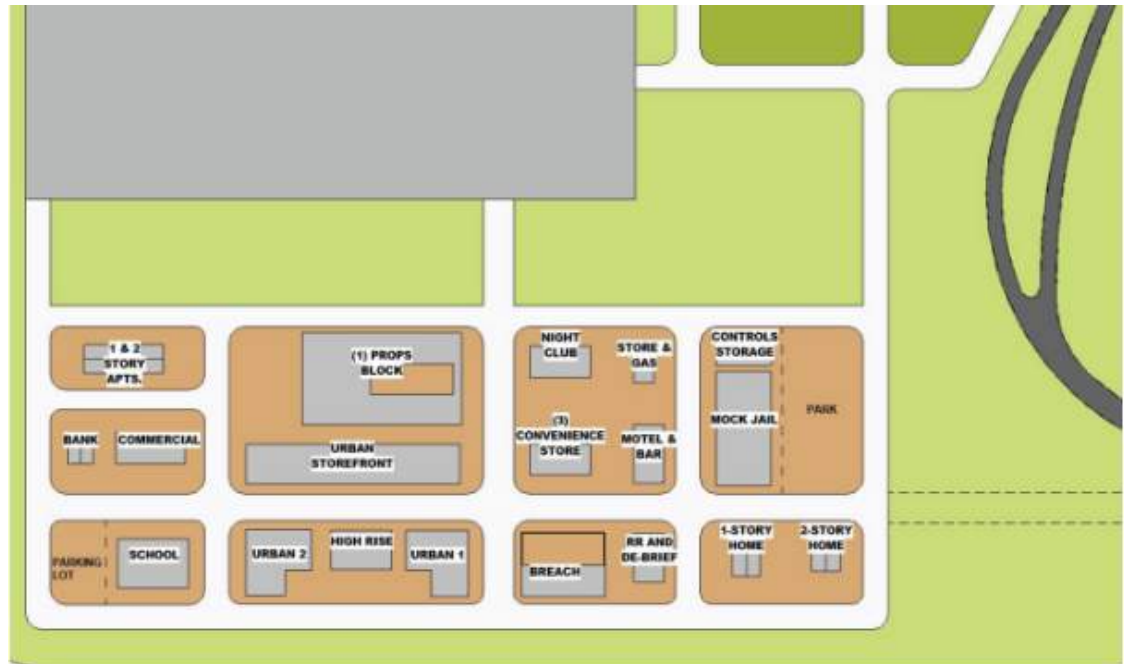 1 & 2
STORY
APTS.
(1) PROPS
BLOCK
NIGHT
CLUB
STORE &
GAS
CONTROLS
STORAGE
BANK
COMMERCIAL
URBAN
STOREFRONT
(3)
CONVENIENCE
STORE
MOTEL &
BAR
MOCK JAIL
PARK
PARKING
LOT
SCHOOL
URBAN 2
HIGH RISE
URBAN 1
BREACH
RR AND
DE-BRIEF
1-STORY
HOME
2-STORY
HOME